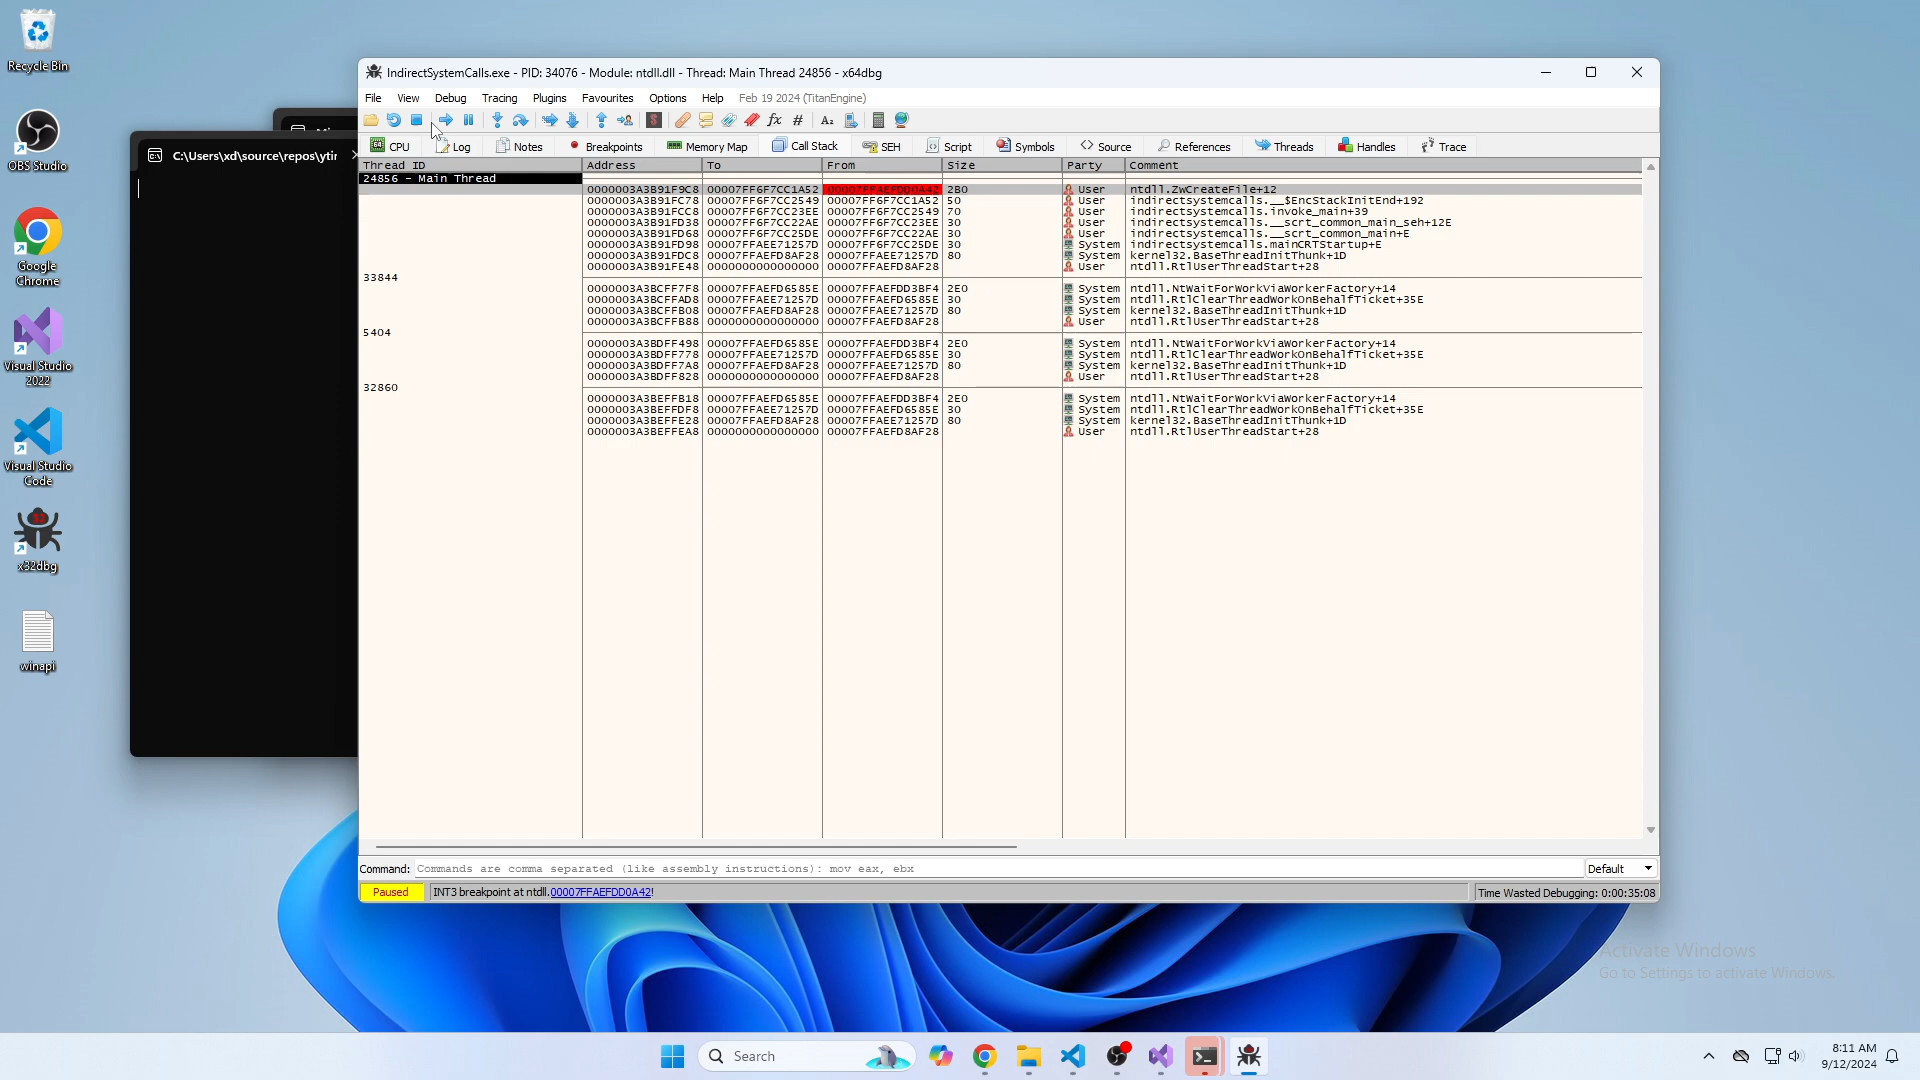 Recycle Bin
OBS Studio
Google
Chrome
Visual Studio
2022
Visual Studio
Code
x32dbg
winapi
C:\Users\xd\source\repos\ytir
IndirectSystemCalls.exe - PID: 34076 - Module: ntdll.dll - Thread: Main Thread 24856 - x64dbg
File View Debug Tracing Plugins Favourites Options Help Feb 19 2024 (TitanEngine)
CPU Log Notes Breakpoints Memory Map Call Stack SEH Script Symbols Source References Threads Handles Trace
Thread ID Address To From Size Party Comment
24856 - Main Thread
0000003A3B91F9C8 00007FF6F7CC1A52 00007FFAEFDD0A42 2B0 User ntdll.ZwCreateFile+12
0000003A3B91FC78 00007FF6F7CC2549 00007FF6F7CC1A52 50 User indirectsystemcalls.__$EncStackInitEnd+192
0000003A3B91FCC8 00007FF6F7CC23EE 00007FF6F7CC2549 70 User indirectsystemcalls.invoke_main+39
0000003A3B91FD38 00007FF6F7CC22AE 00007FF6F7CC23EE 30 User indirectsystemcalls.__scrt_common_main_seh+12E
0000003A3B91FD68 00007FF6F7CC25DE 00007FF6F7CC22AE 30 User indirectsystemcalls.__scrt_common_main+E
0000003A3B91FD98 00007FFAEE71257D 00007FF6F7CC25DE 30 System indirectsystemcalls.mainCRTStartup+E
0000003A3B91FDC8 00007FFAEFD8AF28 00007FFAEE71257D 80 System kernel32.BaseThreadInitThunk+1D
0000003A3B91FE48 0000000000000000 00007FFAEFD8AF28 User ntdll.RtlUserThreadStart+28
33844
0000003A3BCFF7F8 00007FFAEFD6585E 00007FFAEFDD3BF4 2E0 System ntdll.NtWaitForWorkViaWorkerFactory+14
0000003A3BCFFAD8 00007FFAEE71257D 00007FFAEFD6585E 30 System ntdll.RtlClearThreadWorkOnBehalfTicket+35E
0000003A3BCFFB08 00007FFAEFD8AF28 00007FFAEE71257D 80 System kernel32.BaseThreadInitThunk+1D
0000003A3BCFFB88 0000000000000000 00007FFAEFD8AF28 User ntdll.RtlUserThreadStart+28
5404
0000003A3BDFF498 00007FFAEFD6585E 00007FFAEFDD3BF4 2E0 System ntdll.NtWaitForWorkViaWorkerFactory+14
0000003A3BDFF778 00007FFAEE71257D 00007FFAEFD6585E 30 System ntdll.RtlClearThreadWorkOnBehalfTicket+35E
0000003A3BDFF7A8 00007FFAEFD8AF28 00007FFAEE71257D 80 System kernel32.BaseThreadInitThunk+1D
0000003A3BDFF828 0000000000000000 00007FFAEFD8AF28 User ntdll.RtlUserThreadStart+28
32860
0000003A3BEFFB18 00007FFAEFD6585E 00007FFAEFDD3BF4 2E0 System ntdll.NtWaitForWorkViaWorkerFactory+14
0000003A3BEFFDF8 00007FFAEE71257D 00007FFAEFD6585E 30 System ntdll.RtlClearThreadWorkOnBehalfTicket+35E
0000003A3BEFFE28 00007FFAEFD8AF28 00007FFAEE71257D 80 System kernel32.BaseThreadInitThunk+1D
0000003A3BEFFEA8 0000000000000000 00007FFAEFD8AF28 User ntdll.RtlUserThreadStart+28
Command: Commands are comma separated (like assembly instructions): mov eax, ebx Default
Paused INT3 breakpoint at ntdll.00007FFAEFDD0A42! Time Wasted Debugging: 0:00:35:08
Activate Windows
Go to Settings to activate Windows.
Search
8:11 AM
9/12/2024